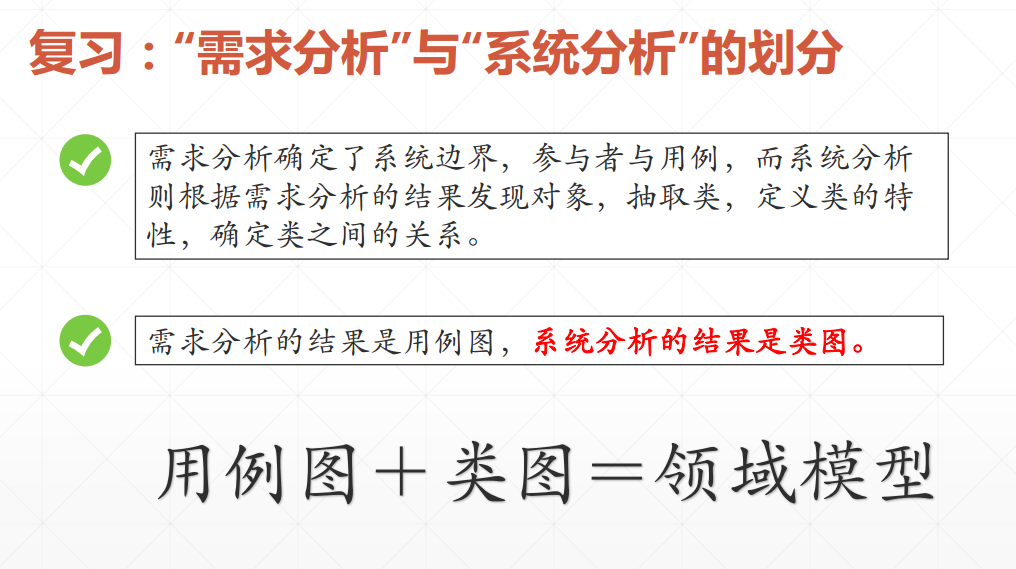 复习：“需求分析”与“系统分析”的划分
需求分析确定了系统边界，参与者与用例，而系统分析
则根据需求分析的结果发现对象，抽取类，定义类的特
性，确定类之间的关系。
需求分析的结果是用例图，系统分析的结果是类图。
用例图＋类图＝领域模型